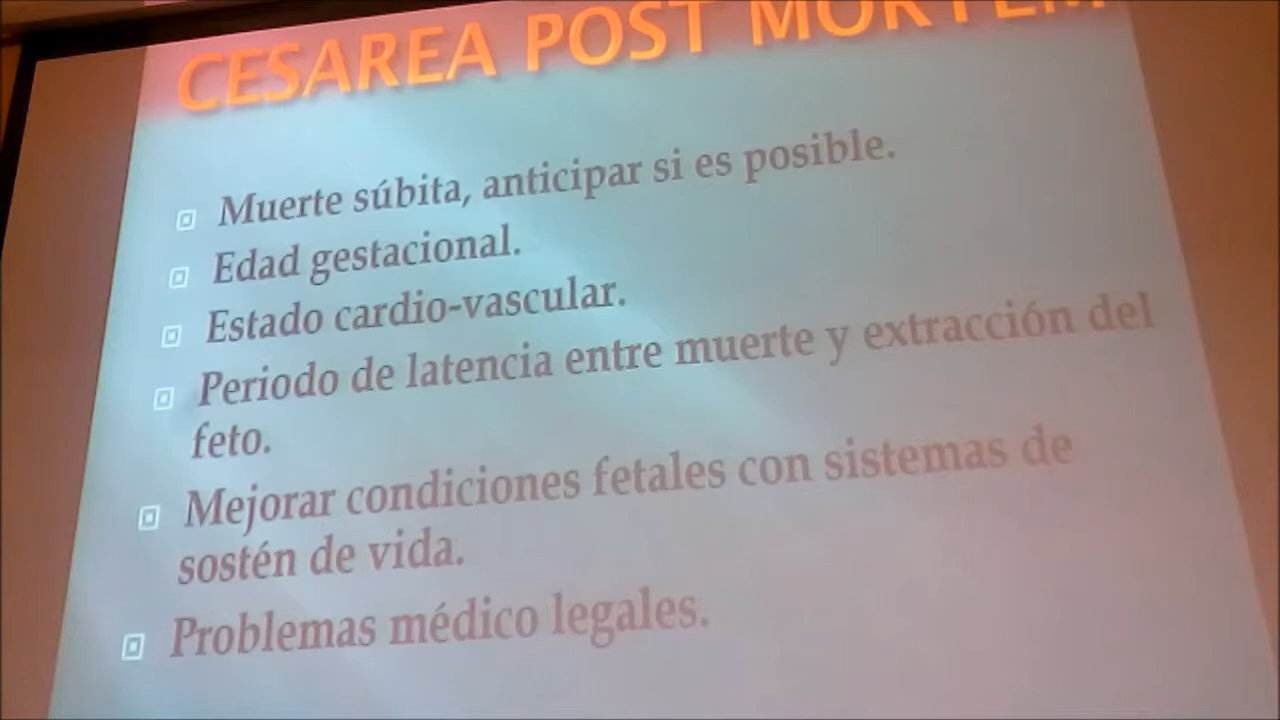 CESAREA POST MORTEM
Muerte súbita, anticipar si es posible.
Edad gestacional.
Estado cardio-vascular.
Periodo de latencia entre muerte y extracción del
feto.
Mejorar condiciones fetales con sistemas de
sostén de vida.
Problemas médico legales.